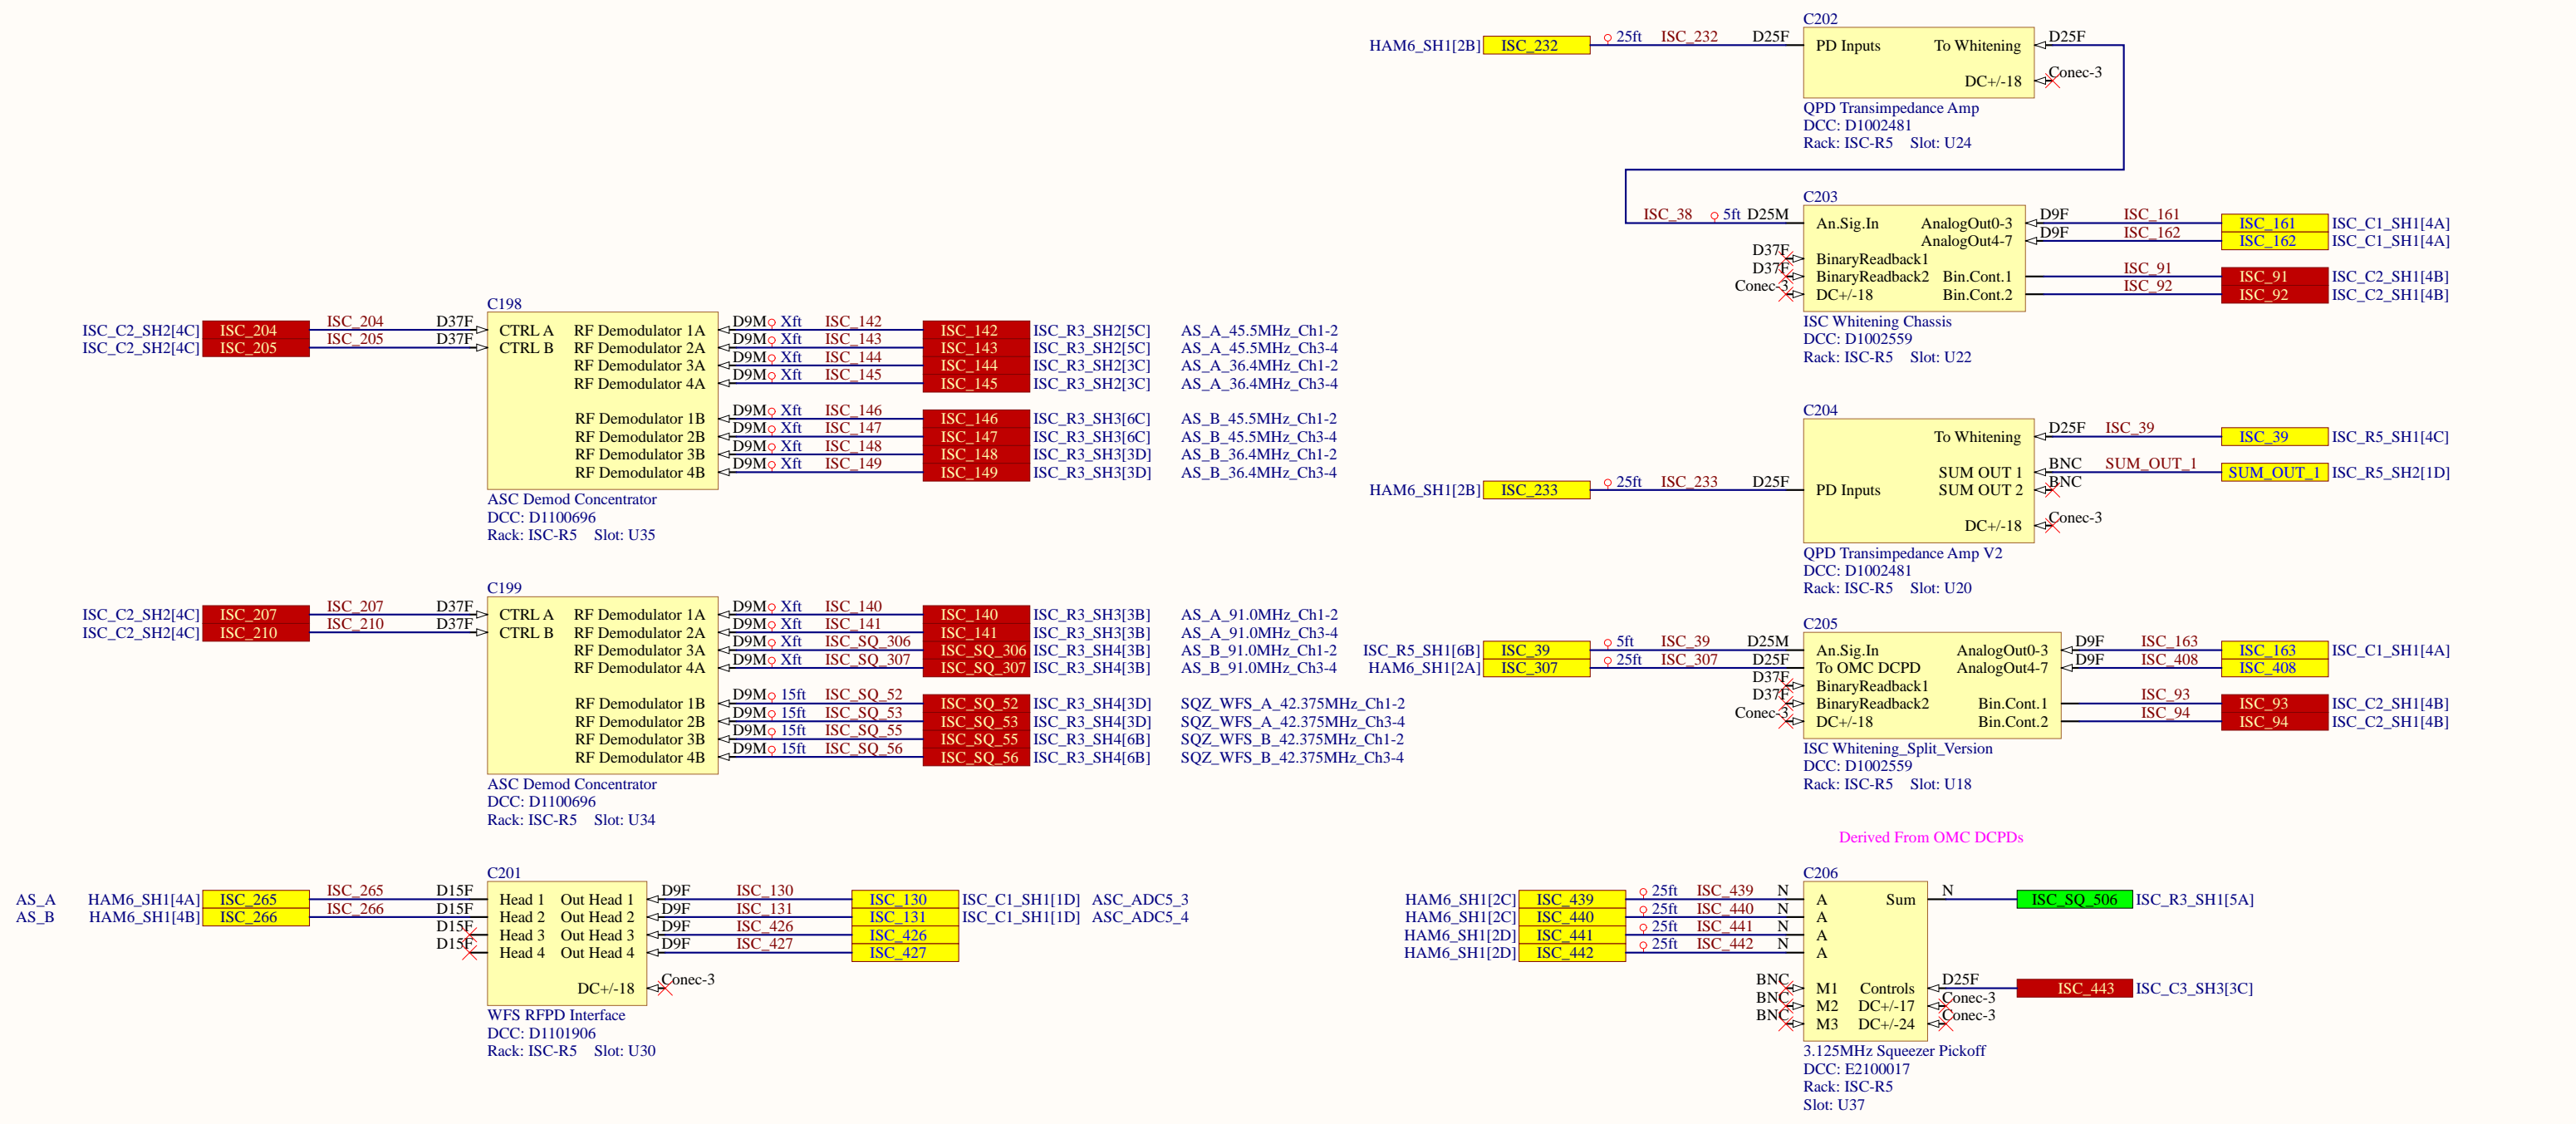 C198
ISC_C2_SH2[4C] ISC_204 ISC_204 D37F CTRL A RF Demodulator 1A D9M Xft ISC_142 ISC_142 ISC_R3_SH2[5C] AS_A_45.5MHz_Ch1-2
ISC_C2_SH2[4C] ISC_205 ISC_205 D37F CTRL B RF Demodulator 2A D9M Xft ISC_143 ISC_143 ISC_R3_SH2[5C] AS_A_45.5MHz_Ch3-4
RF Demodulator 3A D9M Xft ISC_144 ISC_144 ISC_R3_SH2[3C] AS_A_36.4MHz_Ch1-2
RF Demodulator 4A D9M Xft ISC_145 ISC_145 ISC_R3_SH2[3C] AS_A_36.4MHz_Ch3-4
RF Demodulator 1B D9M Xft ISC_146 ISC_146 ISC_R3_SH3[6C] AS_B_45.5MHz_Ch1-2
RF Demodulator 2B D9M Xft ISC_147 ISC_147 ISC_R3_SH3[6C] AS_B_45.5MHz_Ch3-4
RF Demodulator 3B D9M Xft ISC_148 ISC_148 ISC_R3_SH3[3D] AS_B_36.4MHz_Ch1-2
RF Demodulator 4B D9M Xft ISC_149 ISC_149 ISC_R3_SH3[3D] AS_B_36.4MHz_Ch3-4
ASC Demod Concentrator
DCC: D1100696
Rack: ISC-R5 Slot: U35
C199
ISC_C2_SH2[4C] ISC_207 ISC_207 D37F CTRL A RF Demodulator 1A D9M Xft ISC_140 ISC_140 ISC_R3_SH3[3B] AS_A_91.0MHz_Ch1-2
ISC_C2_SH2[4C] ISC_210 ISC_210 D37F CTRL B RF Demodulator 2A D9M Xft ISC_141 ISC_141 ISC_R3_SH3[3B] AS_A_91.0MHz_Ch3-4
RF Demodulator 3A D9M Xft ISC_SQ_306 ISC_SQ_306 ISC_R3_SH4[3B] AS_B_91.0MHz_Ch1-2
RF Demodulator 4A D9M Xft ISC_SQ_307 ISC_SQ_307 ISC_R3_SH4[3B] AS_B_91.0MHz_Ch3-4
RF Demodulator 1B D9M 15ft ISC_SQ_52 ISC_SQ_52 ISC_R3_SH4[3D] SQZ_WFS_A_42.375MHz_Ch1-2
RF Demodulator 2B D9M 15ft ISC_SQ_53 ISC_SQ_53 ISC_R3_SH4[3D] SQZ_WFS_A_42.375MHz_Ch3-4
RF Demodulator 3B D9M 15ft ISC_SQ_55 ISC_SQ_55 ISC_R3_SH4[6B] SQZ_WFS_B_42.375MHz_Ch1-2
RF Demodulator 4B D9M 15ft ISC_SQ_56 ISC_SQ_56 ISC_R3_SH4[6B] SQZ_WFS_B_42.375MHz_Ch3-4
ASC Demod Concentrator
DCC: D1100696
Rack: ISC-R5 Slot: U34
C201
AS_A HAM6_SH1[4A] ISC_265 ISC_265 D15F Head 1 Out Head 1 D9F ISC_130 ISC_130 ISC_C1_SH1[1D] ASC_ADC5_3
AS_B HAM6_SH1[4B] ISC_266 ISC_266 D15F Head 2 Out Head 2 D9F ISC_131 ISC_131 ISC_C1_SH1[1D] ASC_ADC5_4
D15F Head 3 Out Head 3 D9F ISC_426 ISC_426
D15F Head 4 Out Head 4 D9F ISC_427 ISC_427
DC+/-18 Conec-3
WFS RFPD Interface
DCC: D1101906
Rack: ISC-R5 Slot: U30
C202
HAM6_SH1[2B] ISC_232 25ft ISC_232 D25F PD Inputs To Whitening D25F
DC+/-18 Conec-3
QPD Transimpedance Amp
DCC: D1002481
Rack: ISC-R5 Slot: U24
C203
ISC_38 5ft D25M An.Sig.In AnalogOut0-3 D9F ISC_161 ISC_161 ISC_C1_SH1[4A]
AnalogOut4-7 D9F ISC_162 ISC_162 ISC_C1_SH1[4A]
D37F BinaryReadback1
D37F BinaryReadback2 Bin.Cont.1 ISC_91 ISC_91 ISC_C2_SH1[4B]
Conec-3 DC+/-18 Bin.Cont.2 ISC_92 ISC_92 ISC_C2_SH1[4B]
ISC Whitening Chassis
DCC: D1002559
Rack: ISC-R5 Slot: U22
C204
To Whitening D25F ISC_39 ISC_39 ISC_R5_SH1[4C]
SUM OUT 1 BNC SUM_OUT_1 SUM_OUT_1 ISC_R5_SH2[1D]
HAM6_SH1[2B] ISC_233 25ft ISC_233 D25F PD Inputs SUM OUT 2 BNC
DC+/-18 Conec-3
QPD Transimpedance Amp V2
DCC: D1002481
Rack: ISC-R5 Slot: U20
C205
ISC_R5_SH1[6B] ISC_39 5ft ISC_39 D25M An.Sig.In AnalogOut0-3 D9F ISC_163 ISC_163 ISC_C1_SH1[4A]
HAM6_SH1[2A] ISC_307 25ft ISC_307 D25F To OMC DCPD AnalogOut4-7 D9F ISC_408 ISC_408
D37F BinaryReadback1
D37F BinaryReadback2 Bin.Cont.1 ISC_93 ISC_93 ISC_C2_SH1[4B]
Conec-3 DC+/-18 Bin.Cont.2 ISC_94 ISC_94 ISC_C2_SH1[4B]
ISC Whitening_Split_Version
DCC: D1002559
Rack: ISC-R5 Slot: U18
Derived From OMC DCPDs
C206
HAM6_SH1[2C] ISC_439 25ft ISC_439 N A Sum N ISC_SQ_506 ISC_R3_SH1[5A]
HAM6_SH1[2C] ISC_440 25ft ISC_440 N A
HAM6_SH1[2D] ISC_441 25ft ISC_441 N A
HAM6_SH1[2D] ISC_442 25ft ISC_442 N A
BNC M1 Controls D25F ISC_443 ISC_C3_SH3[3C]
BNC M2 DC+/-17 Conec-3
BNC M3 DC+/-24 Conec-3
3.125MHz Squeezer Pickoff
DCC: E2100017
Rack: ISC-R5
Slot: U37